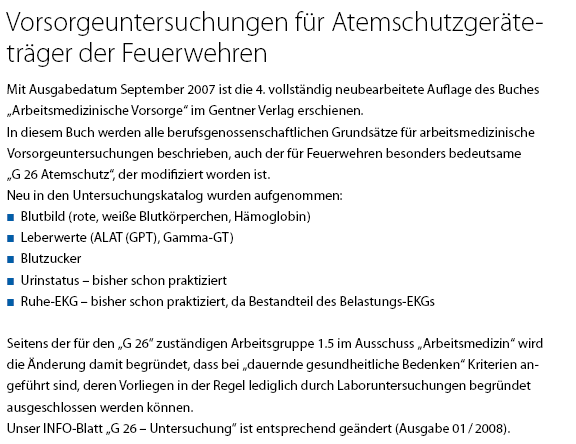 Vorsorgeuntersuchungen für Atemschutzgeräte-
träger der Feuerwehren
Mit Ausgabedatum September 2007 ist die 4. vollständig neubearbeitete Auflage des Buches
„Arbeitsmedizinische Vorsorge“ im Gentner Verlag erschienen.
In diesem Buch werden alle berufsgenossenschaftlichen Grundsätze für arbeitsmedizinische
Vorsorgeuntersuchungen beschrieben, auch der für Feuerwehren besonders bedeutsame
„G 26 Atemschutz“, der modifiziert worden ist.
Neu in den Untersuchungskatalog wurden aufgenommen:
■ Blutbild (rote, weiße Blutkörperchen, Hämoglobin)
■ Leberwerte (ALAT (GPT), Gamma-GT)
■ Blutzucker
■ Urinstatus – bisher schon praktiziert
■ Ruhe-EKG – bisher schon praktiziert, da Bestandteil des Belastungs-EKGs
Seitens der für den „G 26“ zuständigen Arbeitsgruppe 1.5 im Ausschuss „Arbeitsmedizin“ wird
die Änderung damit begründet, dass bei „dauernde gesundheitliche Bedenken“ Kriterien an-
geführt sind, deren Vorliegen in der Regel lediglich durch Laboruntersuchungen begründet
ausgeschlossen werden können.
Unser INFO-Blatt „G 26 – Untersuchung“ ist entsprechend geändert (Ausgabe 01 / 2008).